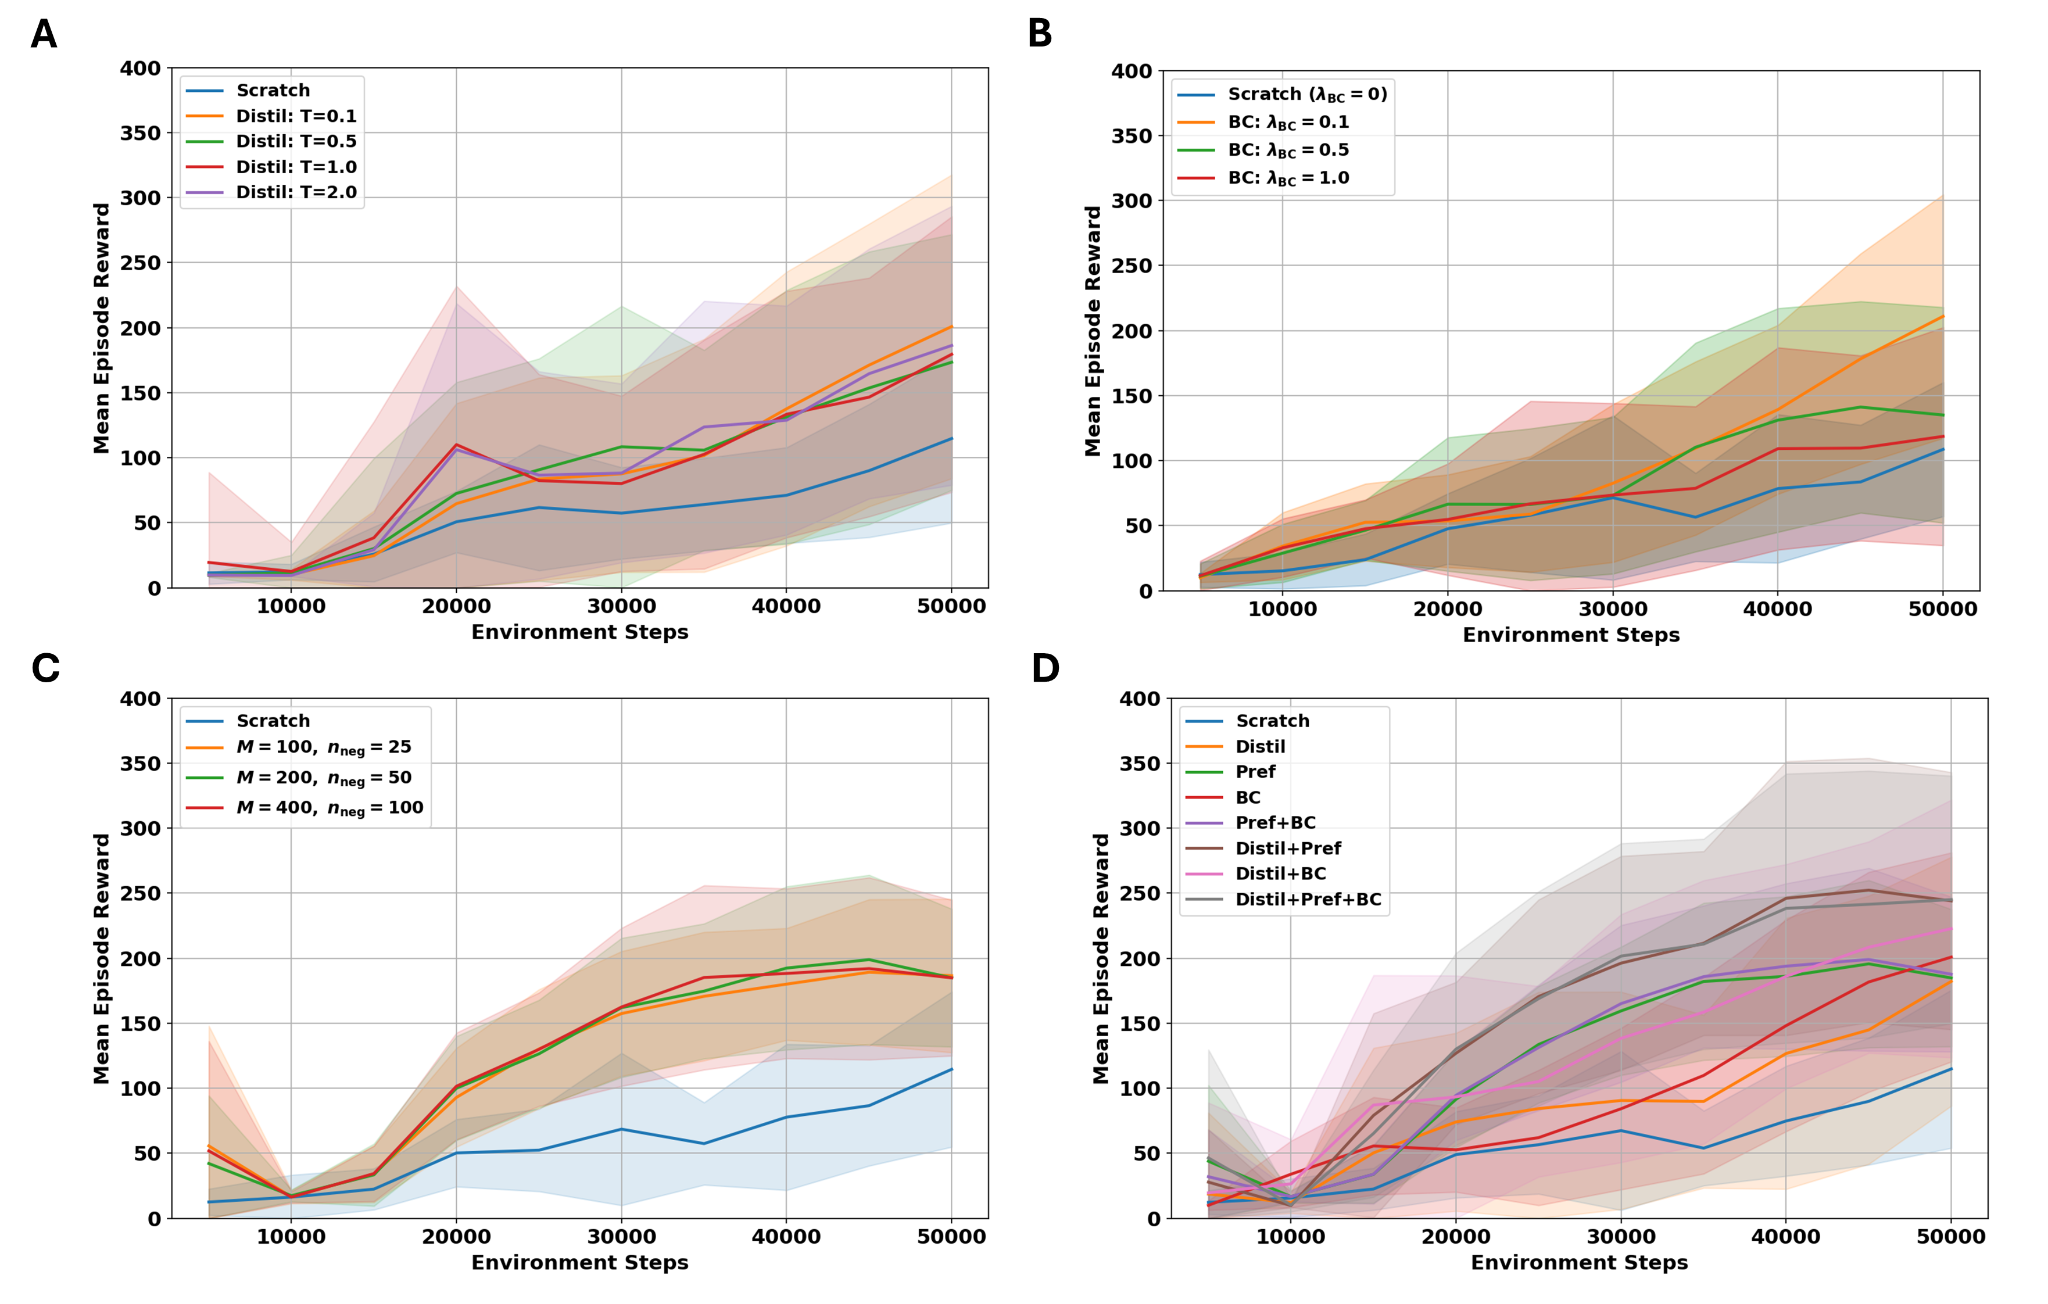 A
400
350
300
250
200
150
100
50
0
Mean Episode Reward
Scratch
Distil: T=0.1
Distil: T=0.5
Distil: T=1.0
Distil: T=2.0
10000 20000 30000 40000 50000
Environment Steps
B
400
350
300
250
200
150
100
50
0
Mean Episode Reward
Scratch (λBC = 0)
BC: λBC = 0.1
BC: λBC = 0.5
BC: λBC = 1.0
10000 20000 30000 40000 50000
Environment Steps
C
400
350
300
250
200
150
100
50
0
Mean Episode Reward
Scratch
M = 100, nneg = 25
M = 200, nneg = 50
M = 400, nneg = 100
10000 20000 30000 40000 50000
Environment Steps
D
400
350
300
250
200
150
100
50
0
Mean Episode Reward
Scratch
Distil
Pref
BC
Pref+BC
Distil+Pref
Distil+BC
Distil+Pref+BC
10000 20000 30000 40000 50000
Environment Steps